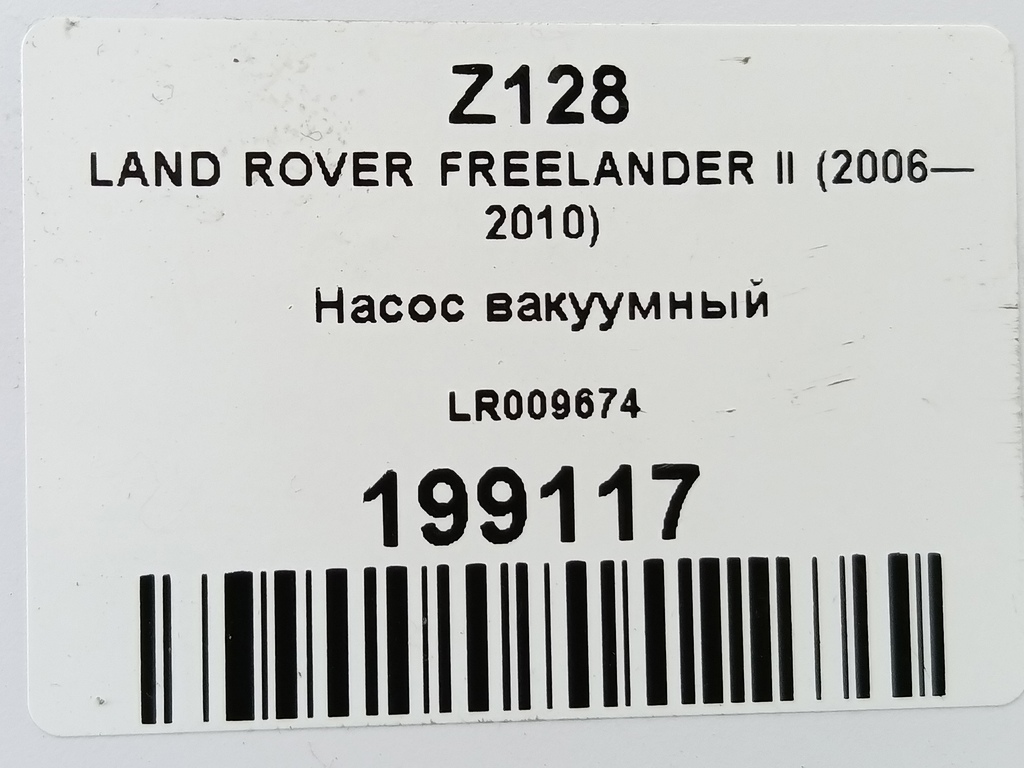 Z128
LAND ROVER FREELANDER II (2006—
2010)
Насос вакуумный
LR009674
199117